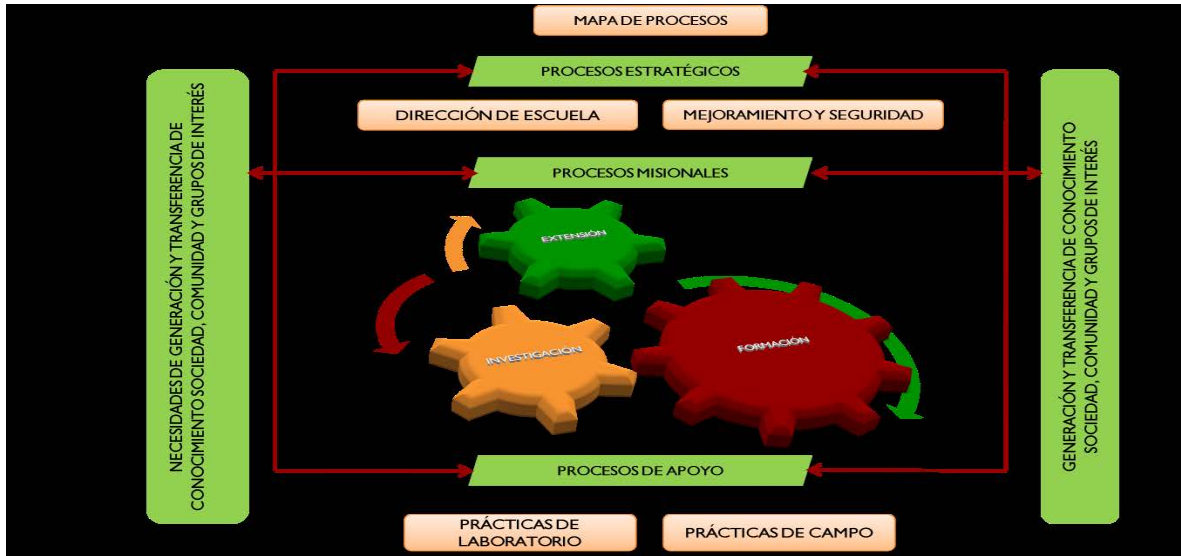 MAPA DE PROCESOS
PROCESOS ESTRATÉGICOS
DIRECCIÓN DE ESCUELA
MEJORAMIENTO Y SEGURIDAD
NECESIDADES DE GENERACIÓN Y TRANSFERENCIA DE
CONOCIMIENTO SOCIEDAD, COMUNIDAD Y GRUPOS DE INTERÉS
PROCESOS MISIONALES
EXTENSIÓN
INVESTIGACIÓN
FORMACIÓN
GENERACIÓN Y TRANSFERENCIA DE CONOCIMIENTO
SOCIEDAD, COMUNIDAD Y GRUPOS DE INTERÉS
PROCESOS DE APOYO
PRÁCTICAS DE
LABORATORIO
PRÁCTICAS DE CAMPO